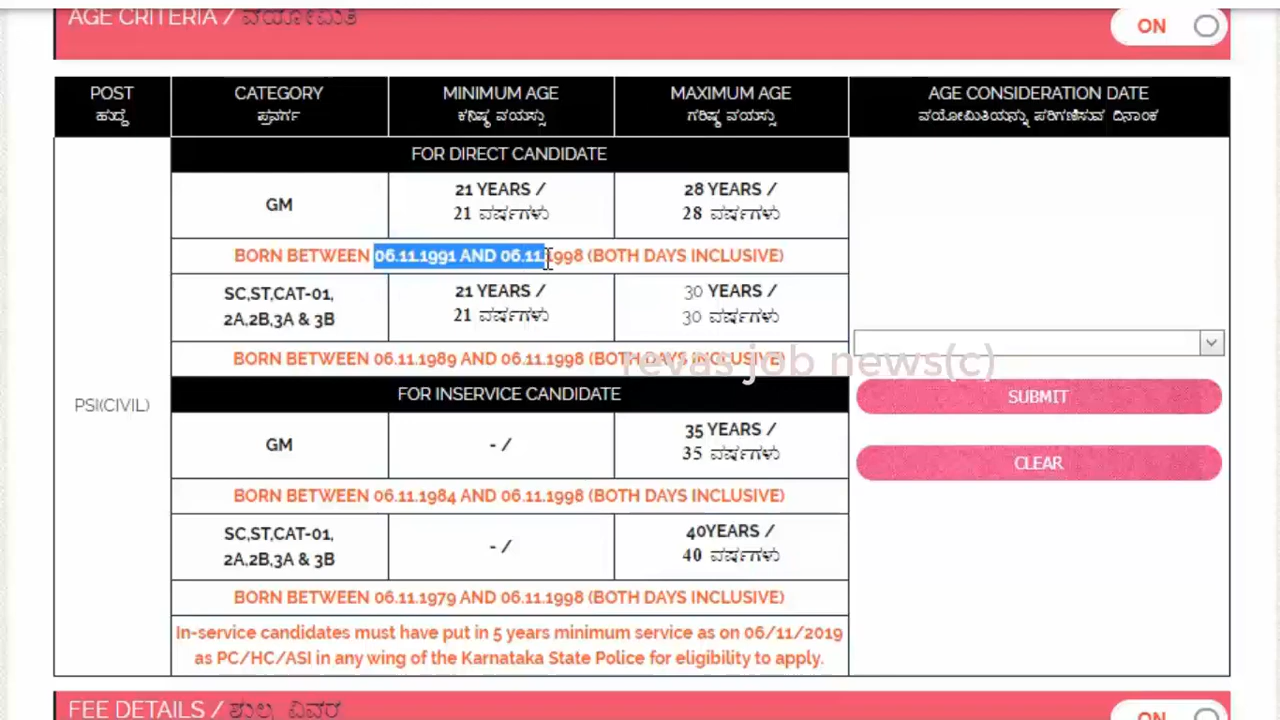 AGE CRITERIA / ವಯೋಮಿತಿ
ON
POST
ಹುದ್ದೆ
CATEGORY
ಪ್ರವರ್ಗ
MINIMUM AGE
ಕನಿಷ್ಠ ವಯಸ್ಸು
MAXIMUM AGE
ಗರಿಷ್ಠ ವಯಸ್ಸು
AGE CONSIDERATION DATE
ವಯೋಮಿತಿಯನ್ನು ಪರಿಗಣಿಸುವ ದಿನಾಂಕ
FOR DIRECT CANDIDATE
GM
21 YEARS /
21 ವರ್ಷಗಳು
28 YEARS /
28 ವರ್ಷಗಳು
BORN BETWEEN 06.11.1991 AND 06.11.1998 (BOTH DAYS INCLUSIVE)
SC,ST,CAT-01,
2A,2B,3A & 3B
21 YEARS /
21 ವರ್ಷಗಳು
30 YEARS /
30 ವರ್ಷಗಳು
BORN BETWEEN 06.11.1989 AND 06.11.1998 (BOTH DAYS INCLUSIVE)
revas job news(c)
FOR INSERVICE CANDIDATE
PSI(CIVIL)
SUBMIT
GM
- /
35 YEARS /
35 ವರ್ಷಗಳು
CLEAR
BORN BETWEEN 06.11.1984 AND 06.11.1998 (BOTH DAYS INCLUSIVE)
SC,ST,CAT-01,
2A,2B,3A & 3B
- /
40YEARS /
40 ವರ್ಷಗಳು
BORN BETWEEN 06.11.1979 AND 06.11.1998 (BOTH DAYS INCLUSIVE)
In-service candidates must have put in 5 years minimum service as on 06/11/2019
as PC/HC/ASI in any wing of the Karnataka State Police for eligibility to apply.
FEE DETAILS / ಶುಲ್ಕ ವಿವರ
ON